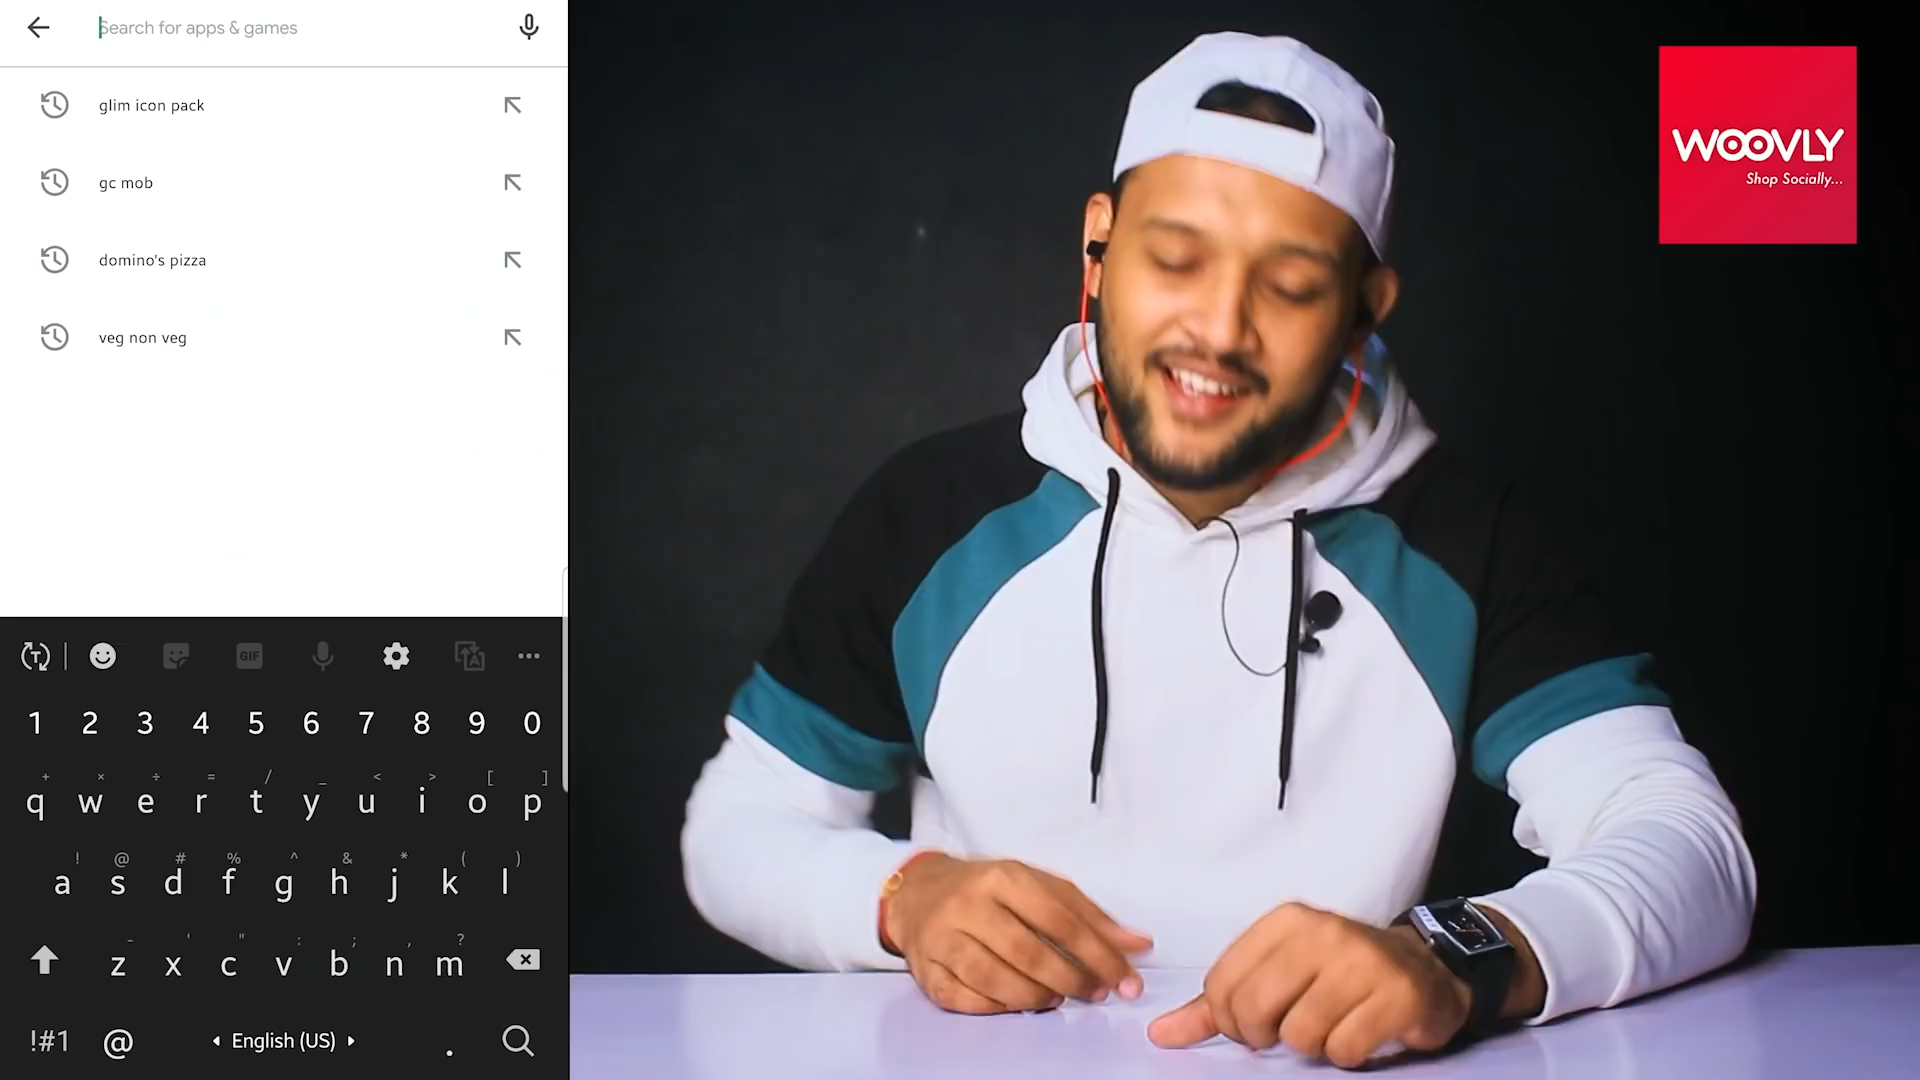 Search for apps & games
glim icon pack
gc mob
domino's pizza
veg non veg
T
GIF
A
1 2 3 4 5 6 7 8 9 0
+ × ÷ = / _ < > [ ]
q w e r t y u i o p
! @ # % ^ & * ( )
a s d f g h j k l
- ' " : ; , ?
z x c v b n m
!#1 @ English (US) .
WOOVLY
Shop Socially...